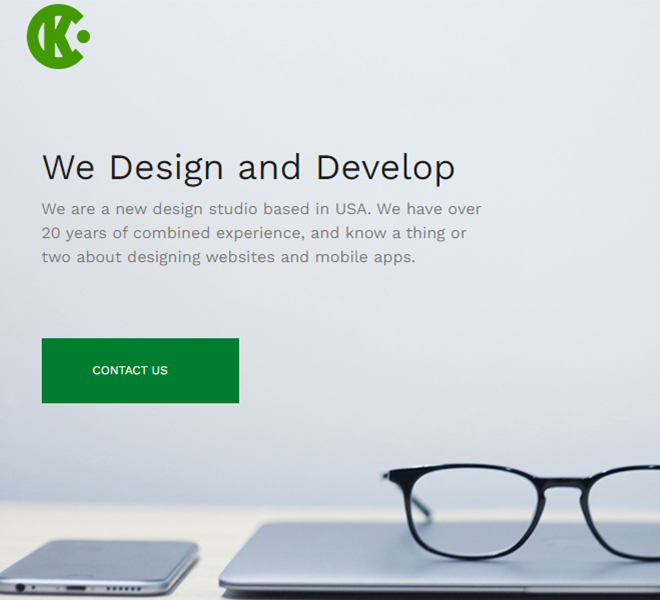 CK
We Design and Develop
We are a new design studio based in USA. We have over
20 years of combined experience, and know a thing or
two about designing websites and mobile apps.
CONTACT US